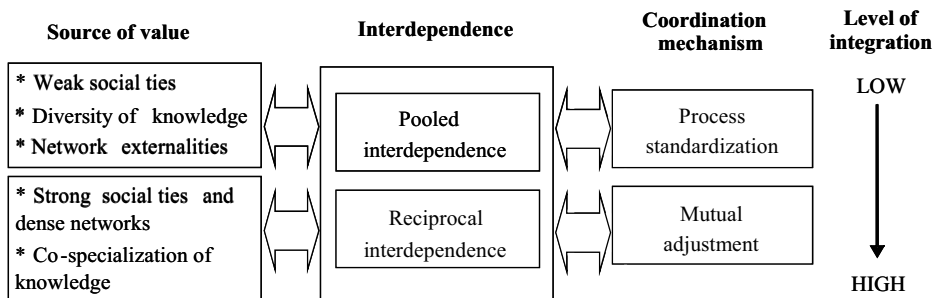 Source of value
Interdependence
Coordination
mechanism
Level of
integration
* Weak social ties
* Diversity of knowledge
* Network externalities
Pooled
interdependence
Process
standardization
LOW
* Strong social ties and
dense networks
* Co-specialization of
knowledge
Reciprocal
interdependence
Mutual
adjustment
HIGH